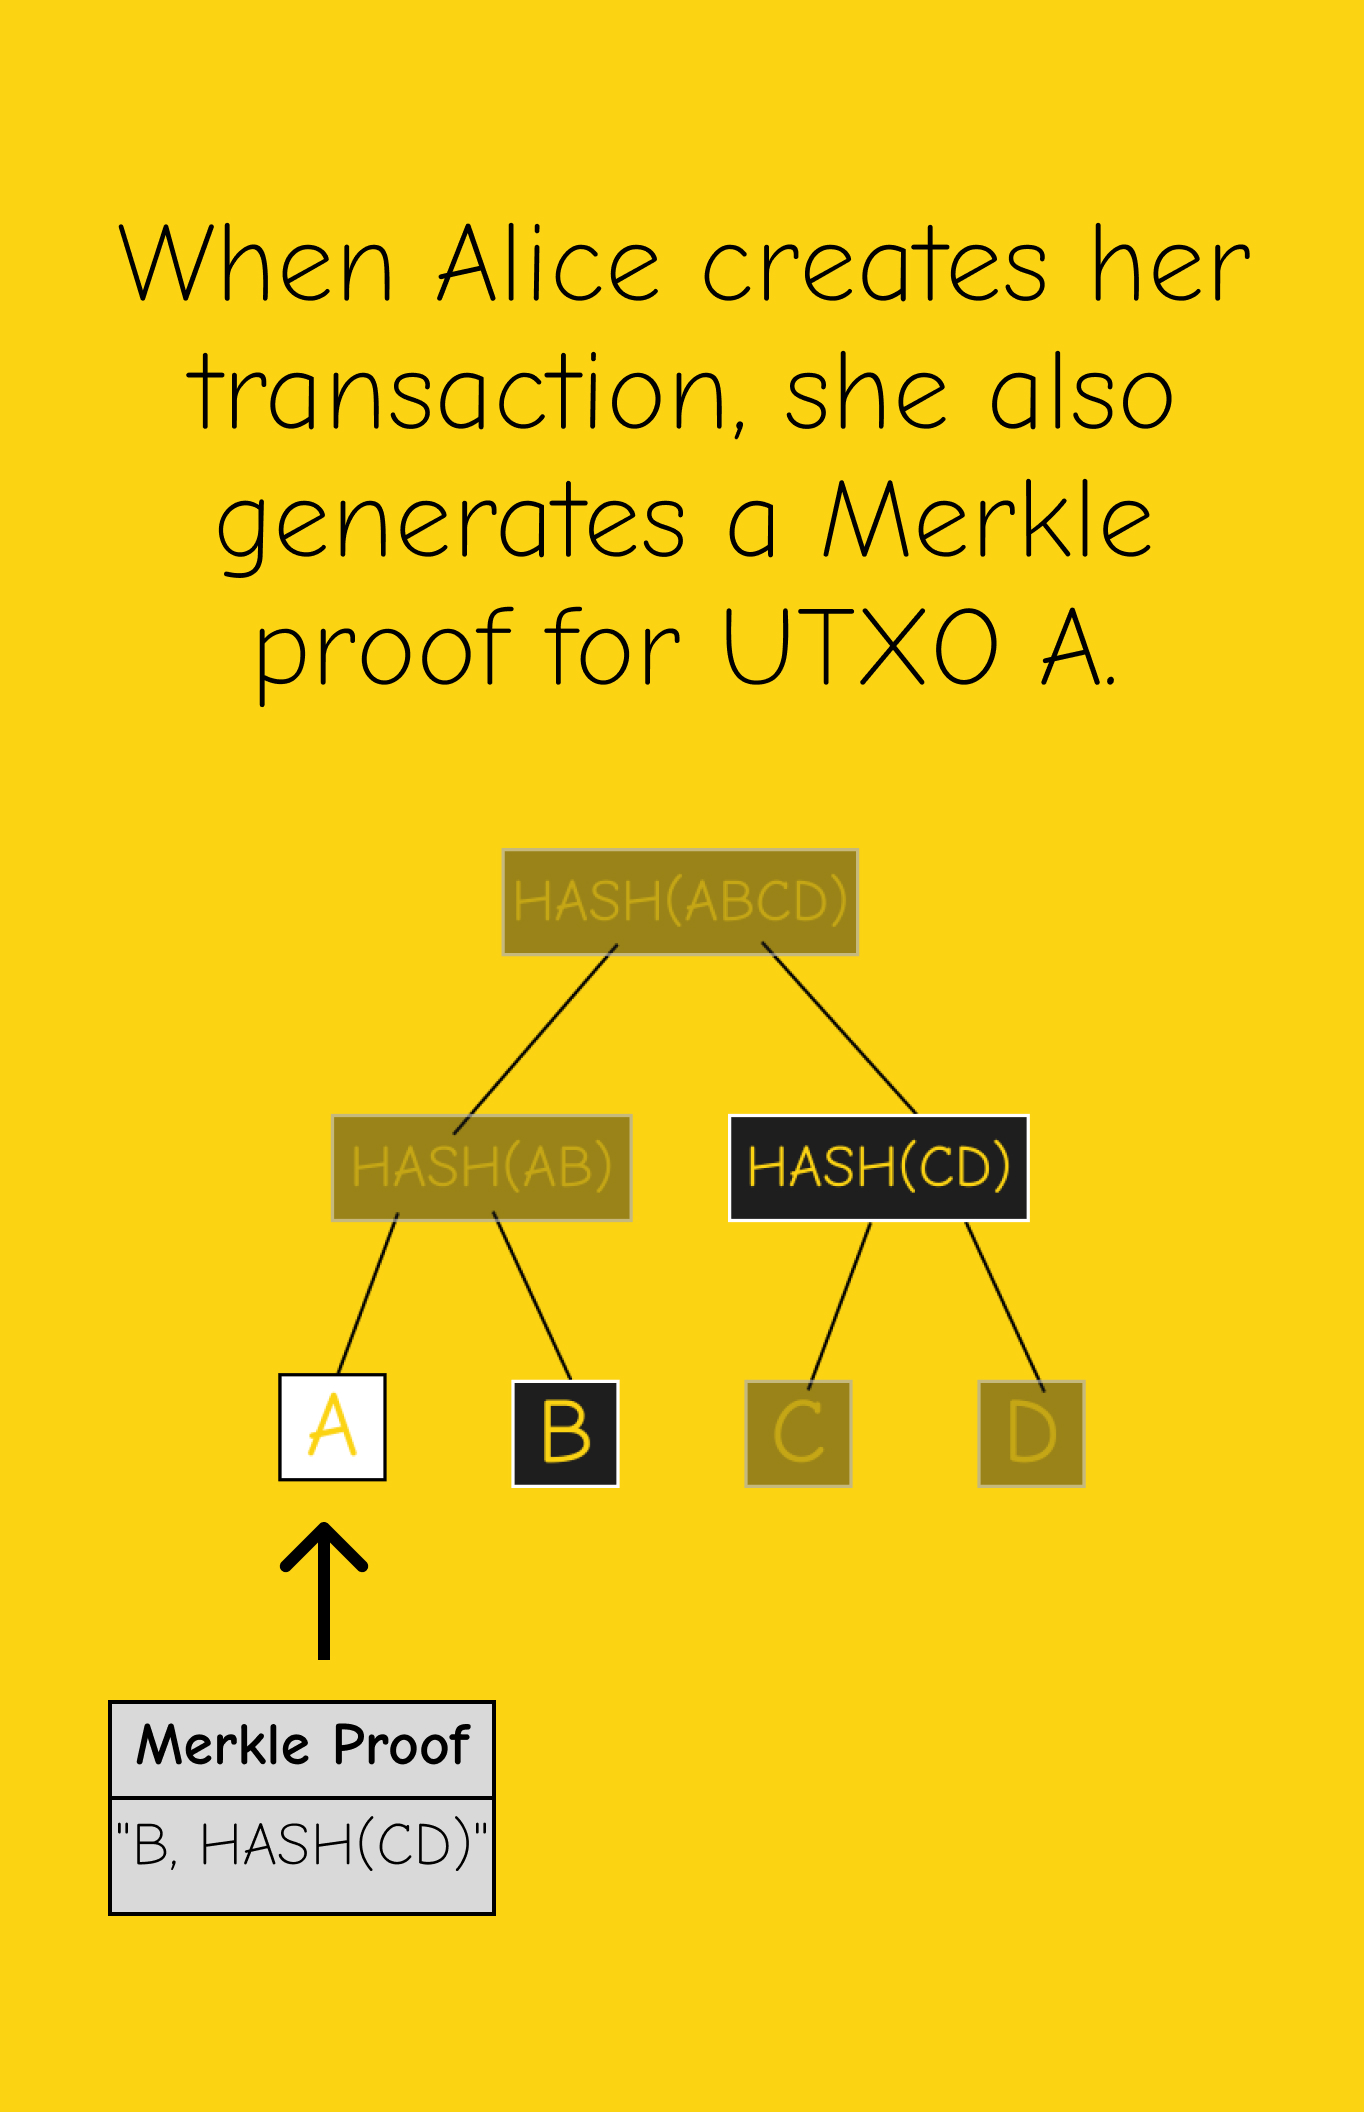 When Alice creates her
transaction, she also
generates a Merkle
proof for UTXO A.
HASH(ABCD)
HASH(AB)
HASH(CD)
A
B
C
D
Merkle Proof
"B, HASH(CD)"